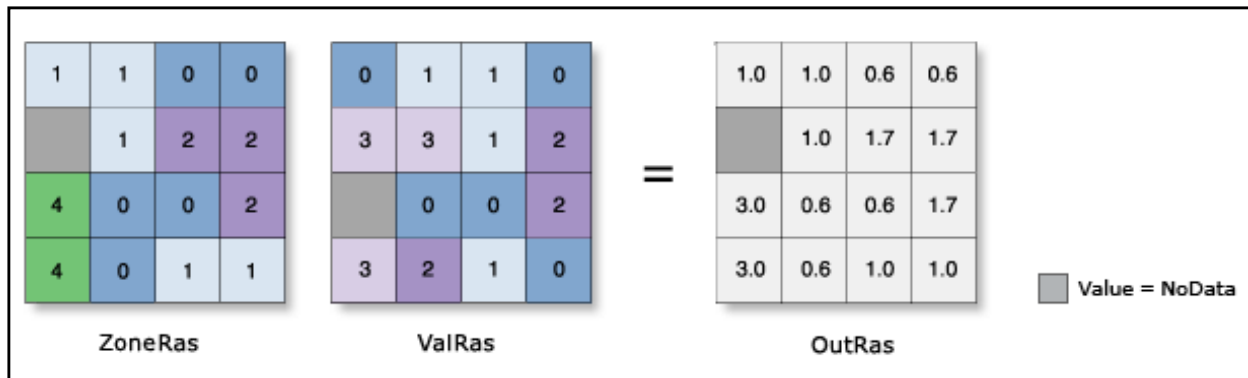 1 1 0 0 0 1 1 0 1.0 1.0 0.6 0.6
1 2 2 3 3 1 2 = 1.0 1.7 1.7
4 0 0 2 0 0 2 3.0 0.6 0.6 1.7
4 0 1 1 3 2 1 0 3.0 0.6 1.0 1.0
Value = NoData
ZoneRas ValRas OutRas